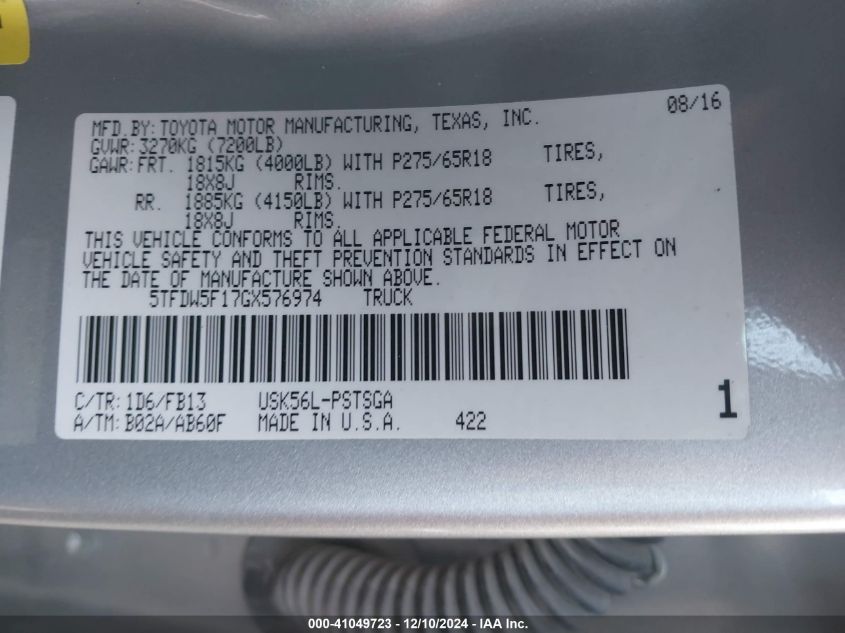 08/16
MFD.BY:TOYOTA MOTOR MANUFACTURING, TEXAS, INC.
GVWR:3270KG (7200LB)
GAWR:FRT. 1815KG (4000LB) WITH P275/65R18 TIRES,
18X8J RIMS.
RR. 1885KG (4150LB) WITH P275/65R18 TIRES,
18X8J RIMS.
THIS VEHICLE CONFORMS TO ALL APPLICABLE FEDERAL MOTOR
VEHICLE SAFETY AND THEFT PREVENTION STANDARDS IN EFFECT ON
THE DATE OF MANUFACTURE SHOWN ABOVE.
5TFDW5F17GX576974 TRUCK
C/TR:1D6/FB13 USK56L-PSTSGA
A/TM:B02A/AB60F MADE IN U.S.A. 422
1
000-41049723 - 12/10/2024 - IAA Inc.